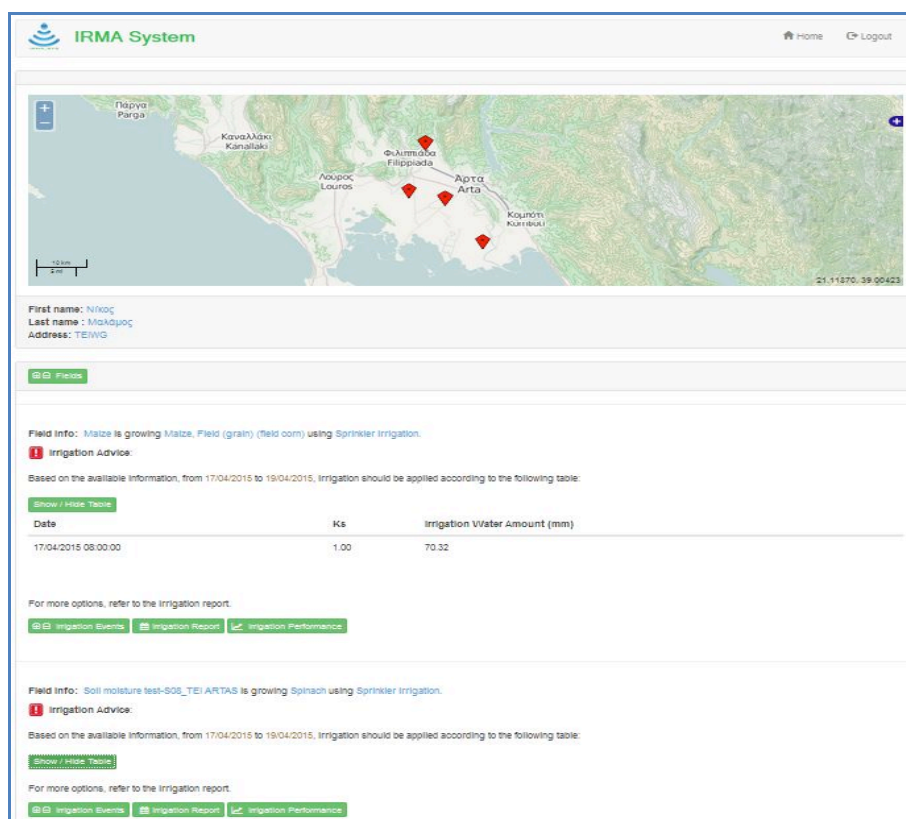 IRMA System
Home Logout
Πάργα
Parga
Καναλλάκι
Kanallaki
Φιλιππιάδα
Filippiada
Λούρος
Louros
Άρτα
Arta
Κομπότι
Kompoti
10 km
5 mi
21.11870, 39.00423
First name: Νίκος
Last name : Μαλάμος
Address: TEIWG
Fields
Field Info: Maize is growing Maize, Field (grain) (field corn) using Sprinkler Irrigation.
Irrigation Advice:
Based on the available information, from 17/04/2015 to 19/04/2015, irrigation should be applied according to the following table:
Show / Hide Table
Date Ks Irrigation Water Amount (mm)
17/04/2015 08:00:00 1.00 70.32
For more options, refer to the irrigation report.
Irrigation Events Irrigation Report Irrigation Performance
Field Info: Soil moisture test-S08_TEI ARTAS is growing Spinach using Sprinkler Irrigation.
Irrigation Advice:
Based on the available information, from 17/04/2015 to 19/04/2015, irrigation should be applied according to the following table:
Show / Hide Table
For more options, refer to the irrigation report.
Irrigation Events Irrigation Report Irrigation Performance